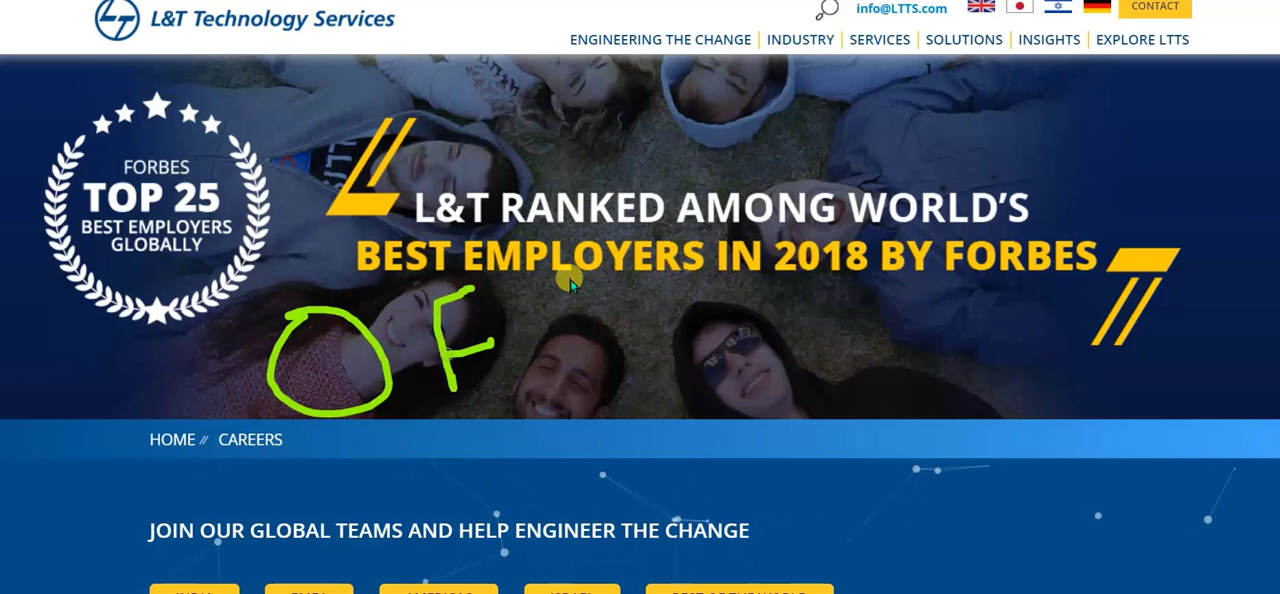 L&T Technology Services
info@LTTS.com
CONTACT
ENGINEERING THE CHANGE
INDUSTRY
SERVICES
SOLUTIONS
INSIGHTS
EXPLORE LTTS
FORBES
TOP 25
BEST EMPLOYERS
GLOBALLY
L&T RANKED AMONG WORLD'S
BEST EMPLOYERS IN 2018 BY FORBES
OF
HOME // CAREERS
JOIN OUR GLOBAL TEAMS AND HELP ENGINEER THE CHANGE